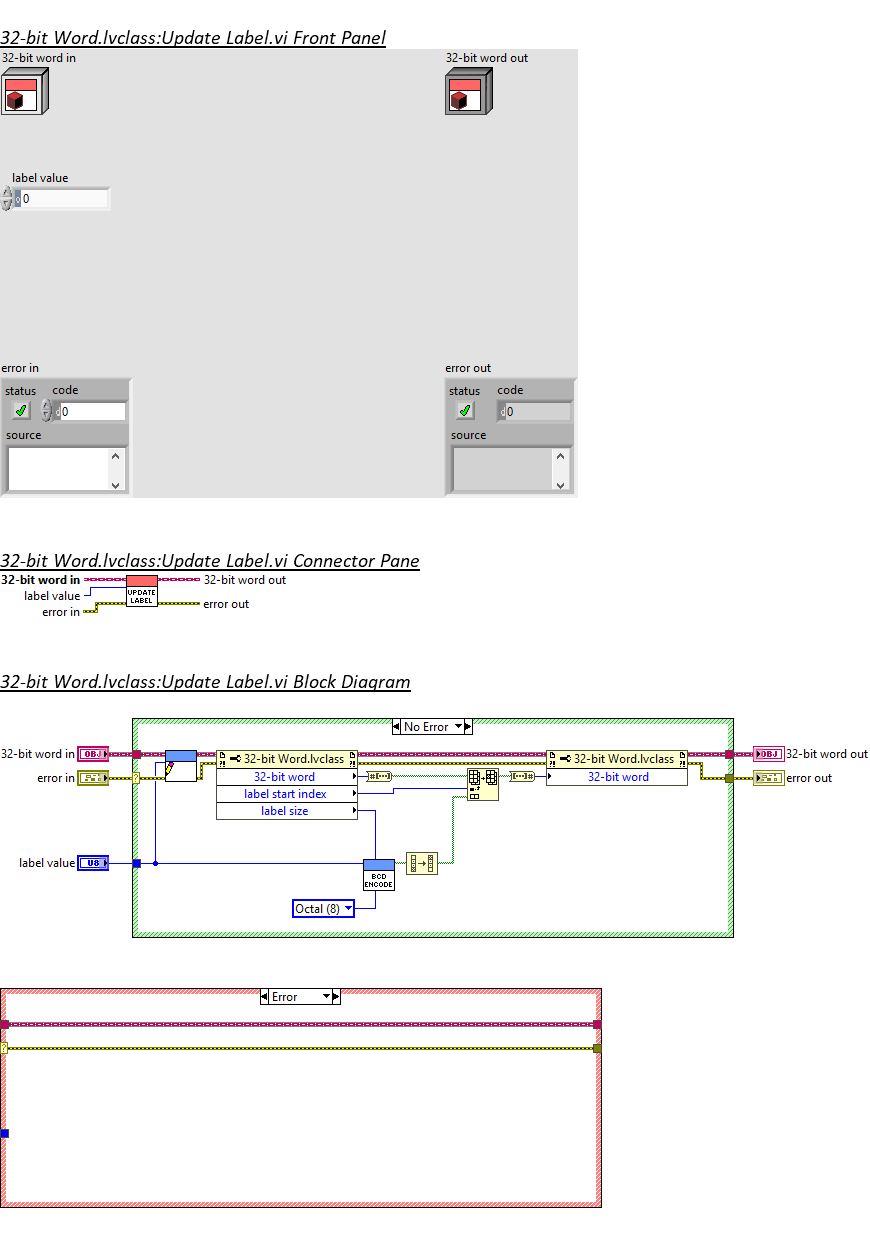 32-bit Word.lvclass:Update Label.vi Front Panel
32-bit word in
32-bit word out
label value
d 0
error in
error out
status code
status code
d 0
d 0
source
source
32-bit Word.lvclass:Update Label.vi Connector Pane
32-bit word in
32-bit word out
UPDATE
LABEL
label value
error in
error out
32-bit Word.lvclass:Update Label.vi Block Diagram
No Error
32-bit word in
OBJ
32-bit Word.lvclass
32-bit Word.lvclass
OBJ
32-bit word out
error in
?
32-bit word
#[...]
[...]#
32-bit word
error out
label start index
label size
label value
U8
BCD
ENCODE
Octal (8)
Error
?